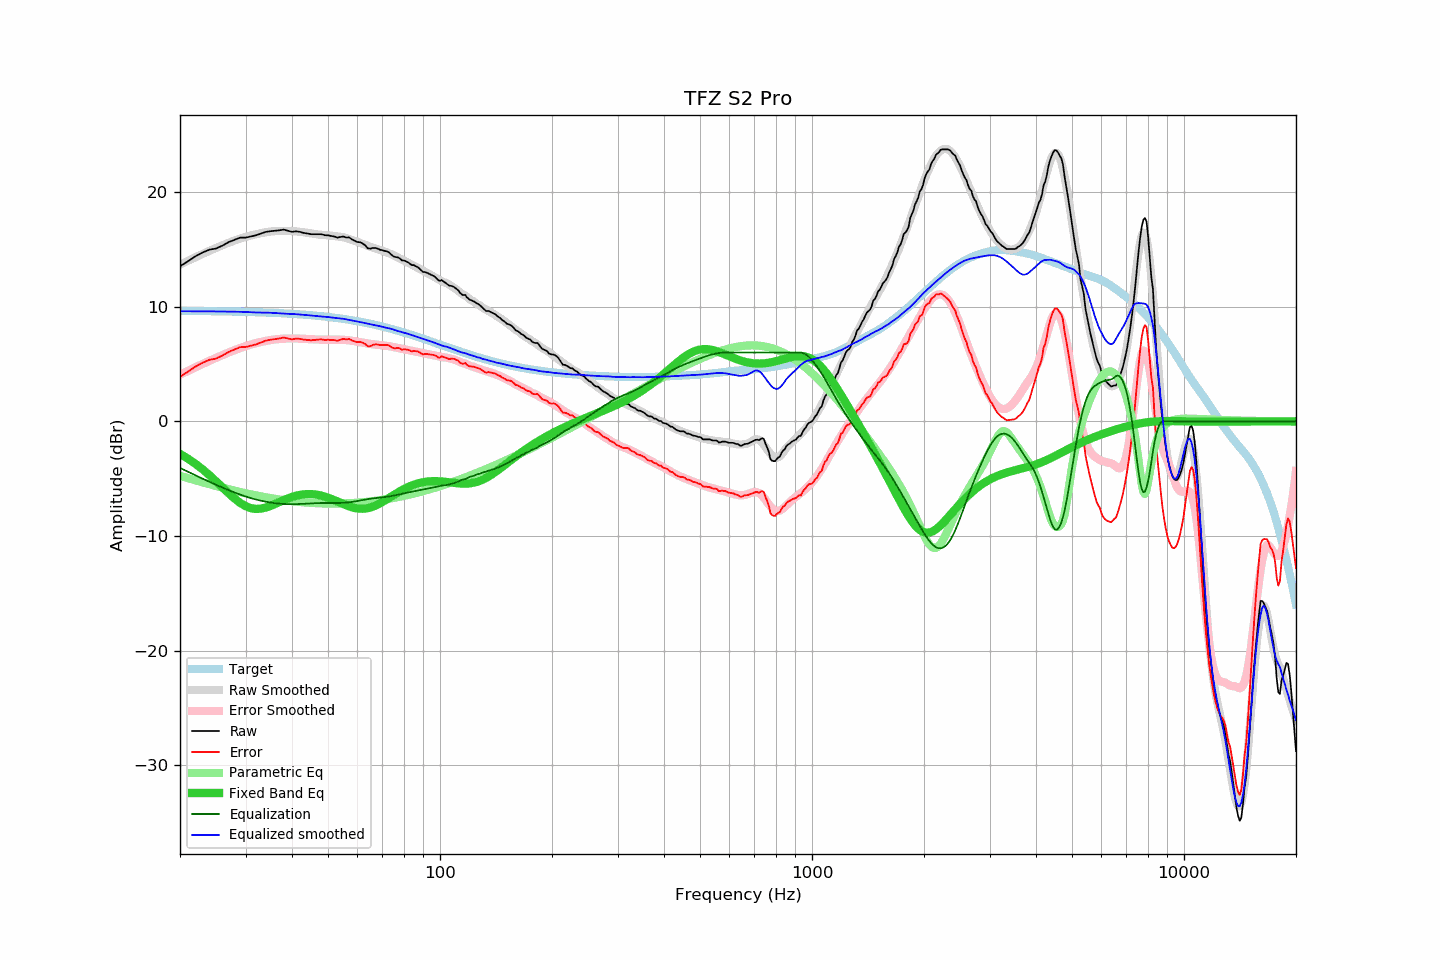 TFZ S2 Pro
Amplitude (dBr)
20
10
0
−10
−20
−30
Target
Raw Smoothed
Error Smoothed
Raw
Error
Parametric Eq
Fixed Band Eq
Equalization
Equalized smoothed
100
1000
10000
Frequency (Hz)